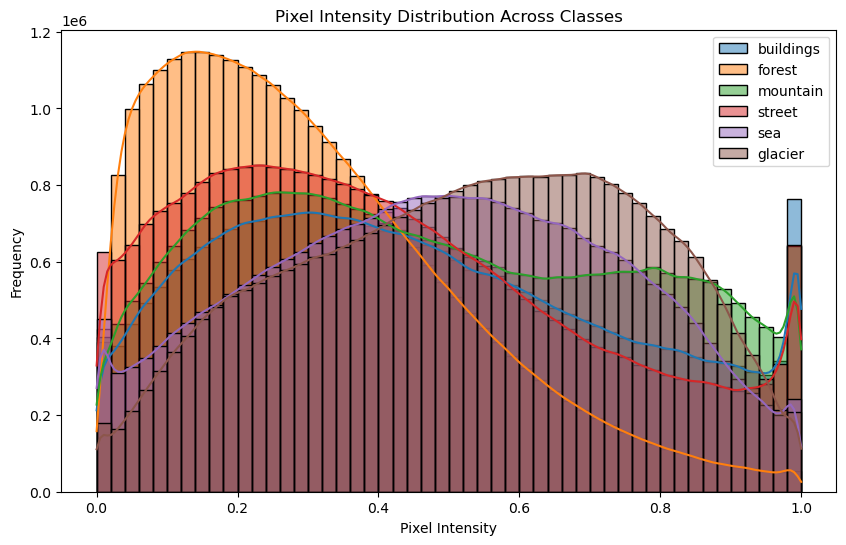 Pixel Intensity Distribution Across Classes
1e6
buildings
forest
mountain
street
sea
glacier
1.2
1.0
0.8
0.6
0.4
0.2
0.0
Frequency
0.0 0.2 0.4 0.6 0.8 1.0
Pixel Intensity